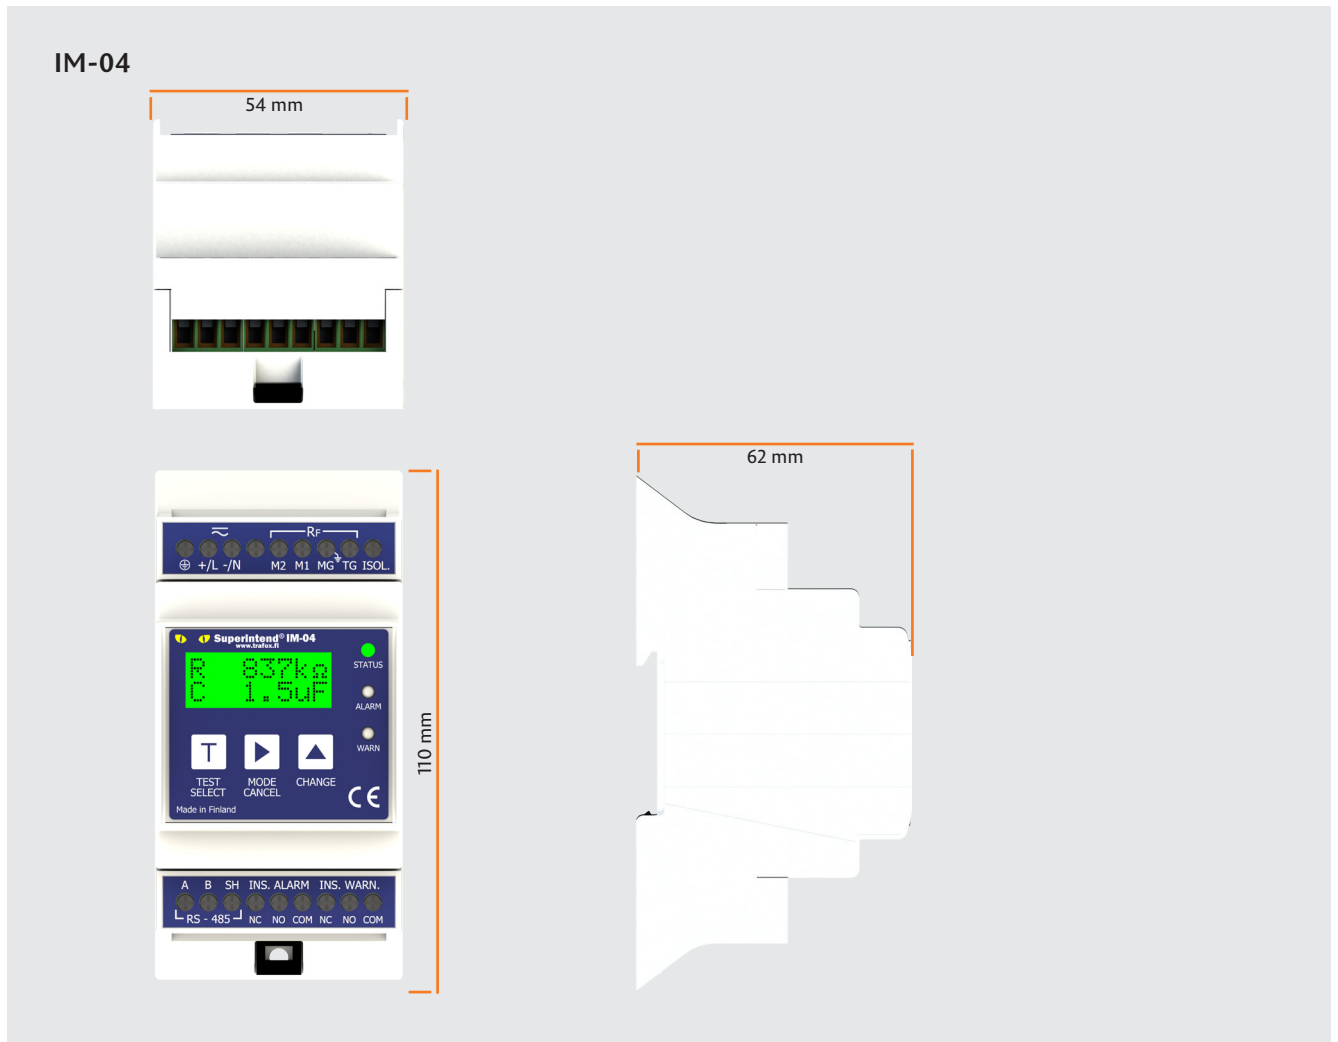 IM-04
54 mm
62 mm
RF
⏚ +/L -/N M2 M1 MG TG ISOL.
SuperIntend® IM-04
www.trafox.fi
R 837kΩ
C 1.5uF
STATUS
ALARM
WARN
T
TEST
SELECT
MODE
CANCEL
CHANGE
CE
Made in Finland
110 mm
A B SH INS. ALARM INS. WARN.
RS - 485 NC NO COM NC NO COM